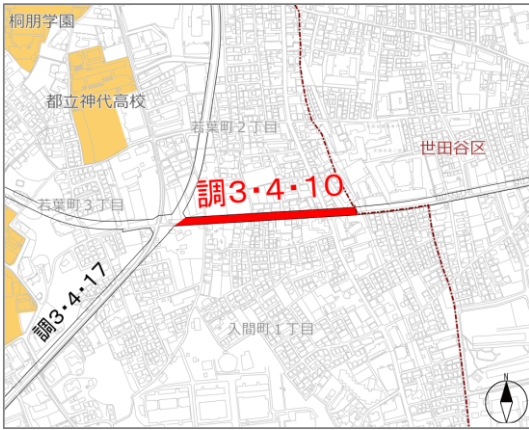 桐朋学園
都立神代高校
若葉町2丁目
世田谷区
調3・4・10
若葉町3丁目
調3・4・17
入間町1丁目
N